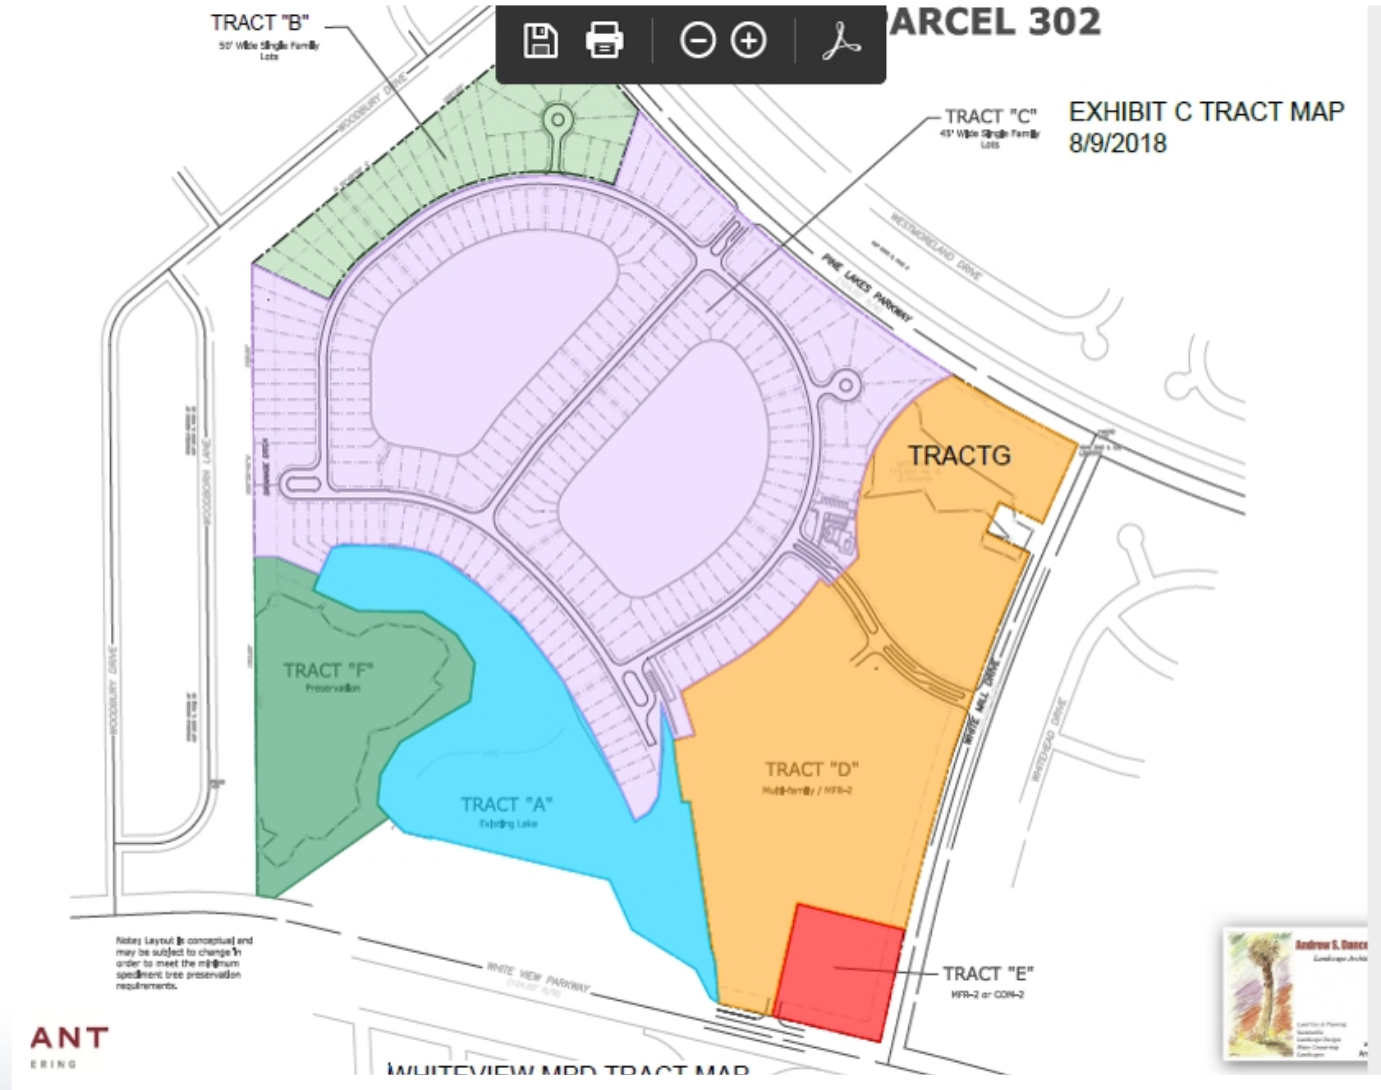 TRACT "B"
50' Wide Single Family
Lots
ARCEL 302
TRACT "C"
45' Wide Single Family
Lots
EXHIBIT C TRACT MAP
8/9/2018
WOODBURY DRIVE
WESTMORELAND DRIVE
PINE LAKES PARKWAY
TRACTG
WOODBORN LANE
WOODBURY DRIVE
TRACT "F"
Preservation
WHITE MILL DRIVE
WHITEHEAD DRIVE
TRACT "D"
Multi-family / MFR-2
TRACT "A"
Existing Lake
Note: Layout is conceptual and
may be subject to change in
order to meet the minimum
speciment tree preservation
requirements.
WHITE VIEW PARKWAY
TRACT "E"
MFR-2 or COM-2
Andrew S. Dance
Landscape Archit
ANT
ERING
WHITEVIEW MPD TRACT MAP